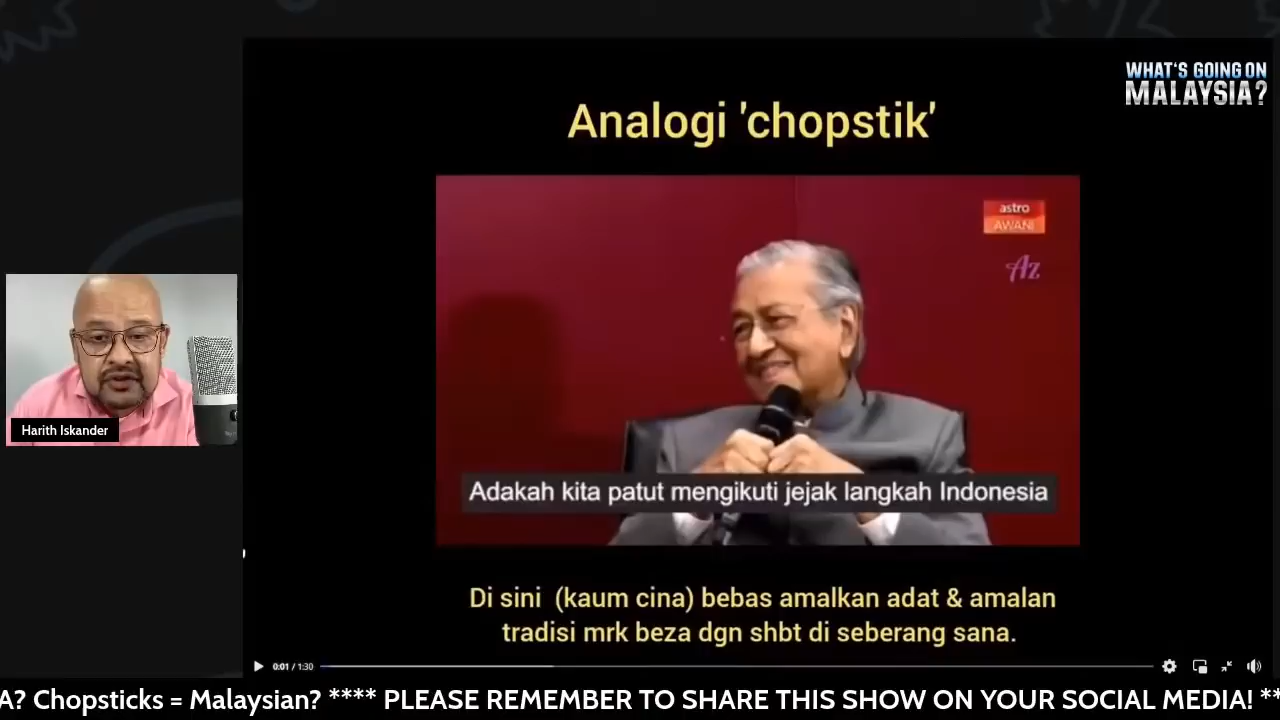 WHAT'S GOING ON
MALAYSIA?
Analogi 'chopstik'
astro
AWANI
Az
Harith Iskander
Adakah kita patut mengikuti jejak langkah Indonesia
Di sini (kaum cina) bebas amalkan adat & amalan
tradisi mrk beza dgn shbt di seberang sana.
0:01 / 1:30
A? Chopsticks = Malaysian? **** PLEASE REMEMBER TO SHARE THIS SHOW ON YOUR SOCIAL MEDIA! **